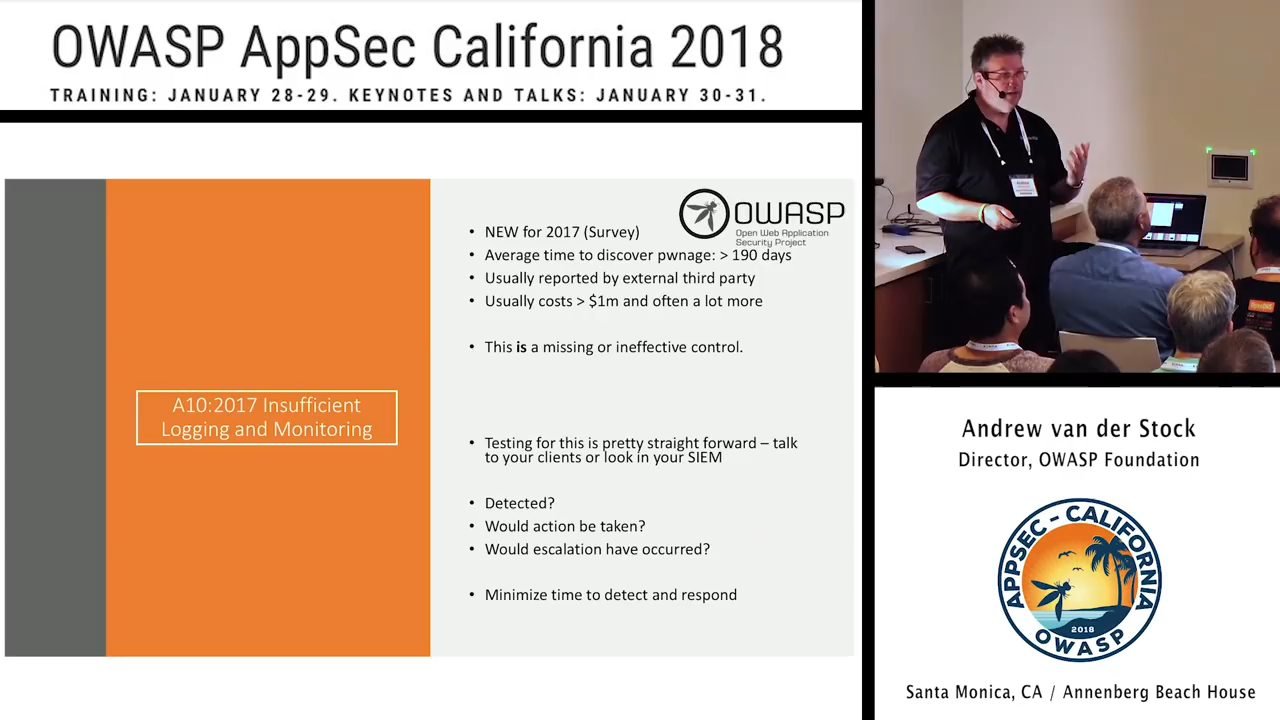 OWASP AppSec California 2018
TRAINING: JANUARY 28-29. KEYNOTES AND TALKS: JANUARY 30-31.
OWASP
Open Web Application
Security Project
A10:2017 Insufficient
Logging and Monitoring
• NEW for 2017 (Survey)
• Average time to discover pwnage: > 190 days
• Usually reported by external third party
• Usually costs > $1m and often a lot more
• This is a missing or ineffective control.
• Testing for this is pretty straight forward – talk
to your clients or look in your SIEM
• Detected?
• Would action be taken?
• Would escalation have occurred?
• Minimize time to detect and respond
Andrew van der Stock
Director, OWASP Foundation
APPSEC - CALIFORNIA
2018
OWASP
Santa Monica, CA / Annenberg Beach House